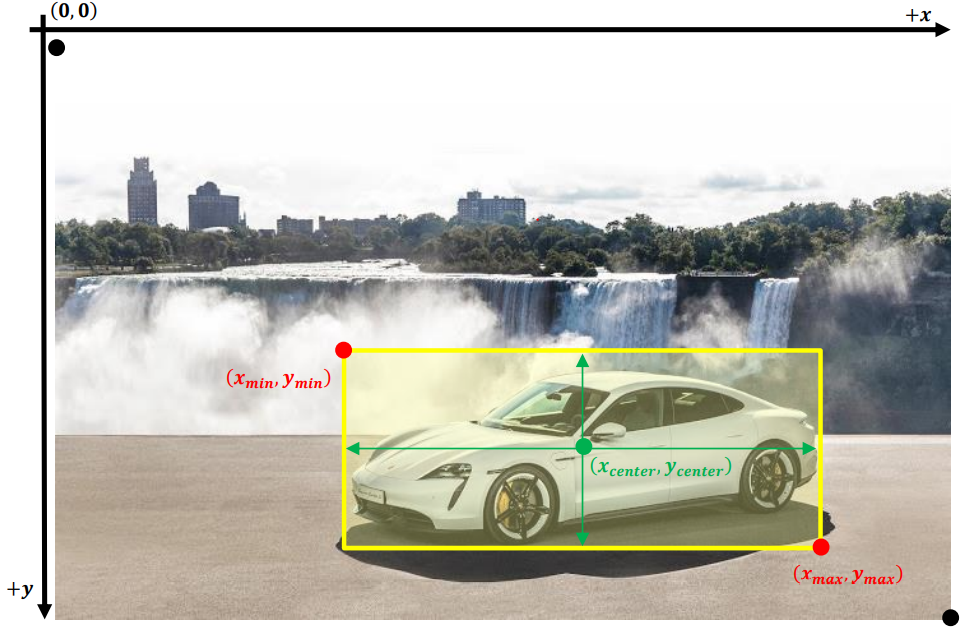 (0, 0)
+x
(x_min, y_min)
(x_center, y_center)
(x_max, y_max)
+y